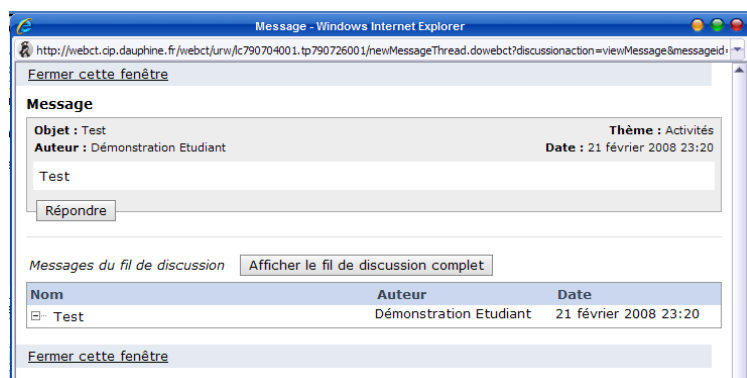 Message - Windows Internet Explorer
http://webct.cip.dauphine.fr/webct/urw/lc790704001.tp790726001/newMessageThread.dowebct?discussionaction=viewMessage&messageid=
Fermer cette fenêtre
Message
Objet : Test Thème : Activités
Auteur : Démonstration Etudiant Date : 21 février 2008 23:20
Test
Répondre
Messages du fil de discussion Afficher le fil de discussion complet
Nom Auteur Date
Test Démonstration Etudiant 21 février 2008 23:20
Fermer cette fenêtre